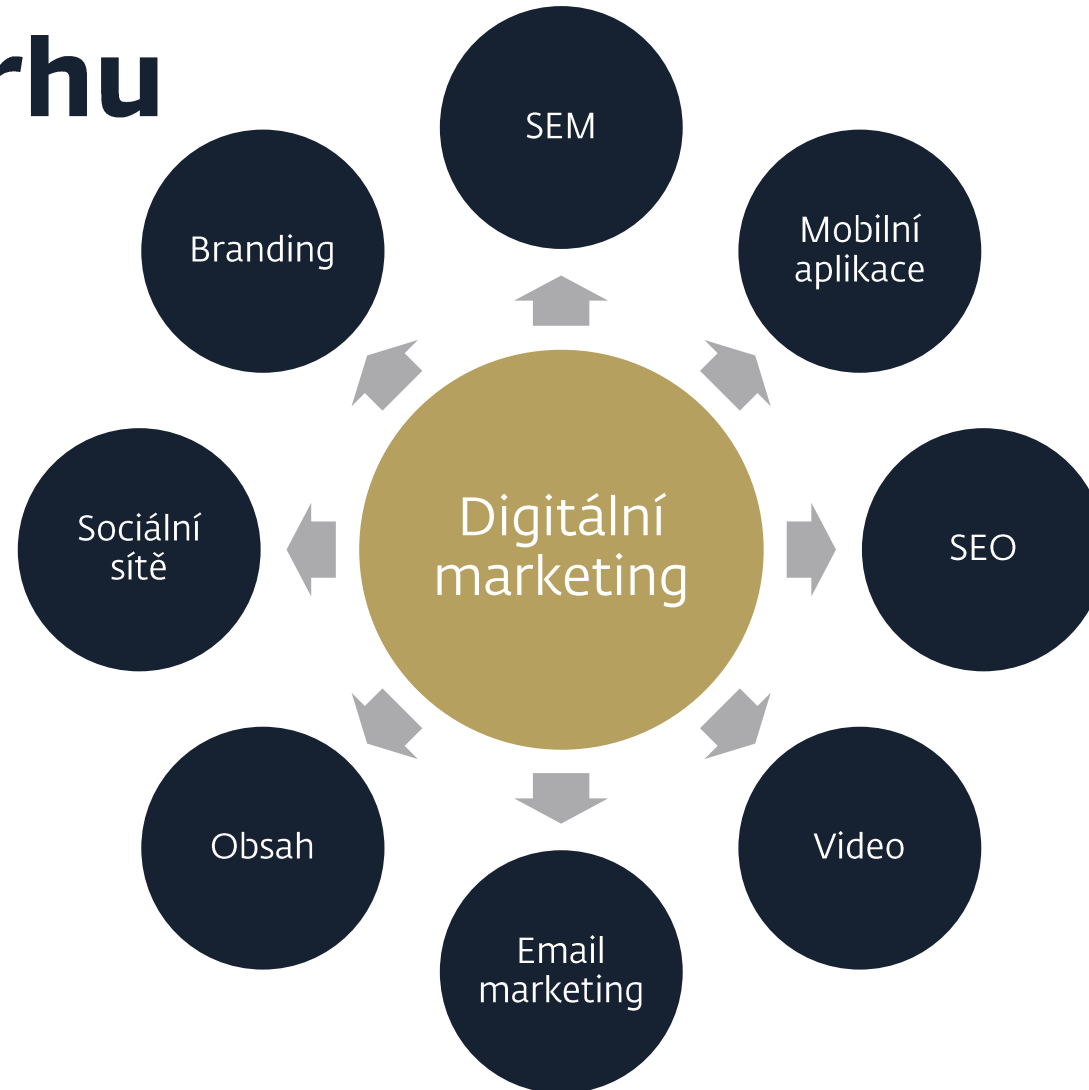 rhu
SEM
Branding
Mobilní
aplikace
Digitální
marketing
Sociální
sítě
SEO
Obsah
Video
Email
marketing